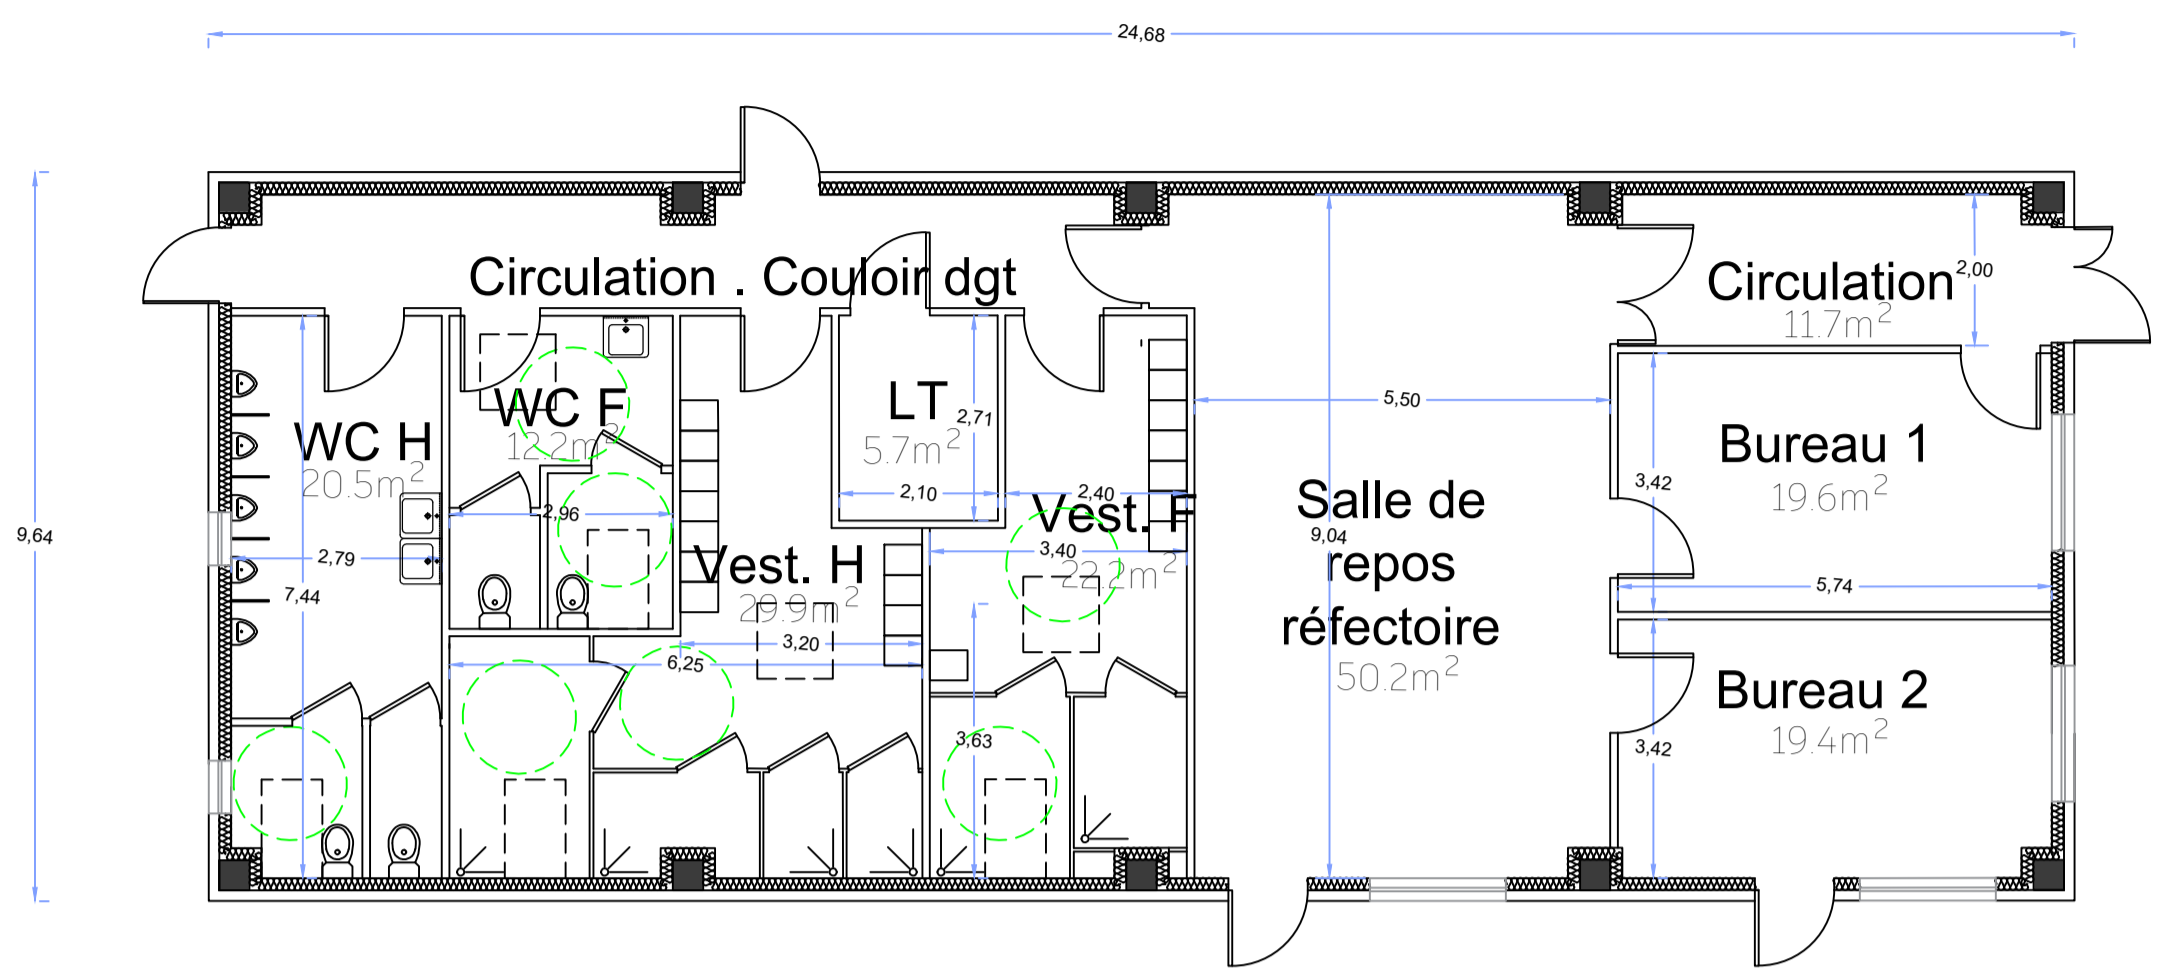 24,68
9,64
Circulation . Couloir dgt
Circulation
2,00
11.7m²
WC H
20.5m²
2,79
7,44
WC F
12.2m²
2,96
LT
5.7m²
2,71
2,10
2,40
Vest. F
3,40
22.2m²
3,63
Vest. H
29.9m²
3,20
6,25
5,50
Salle de
repos
réfectoire
9,04
50.2m²
Bureau 1
19.6m²
3,42
5,74
Bureau 2
19.4m²
3,42